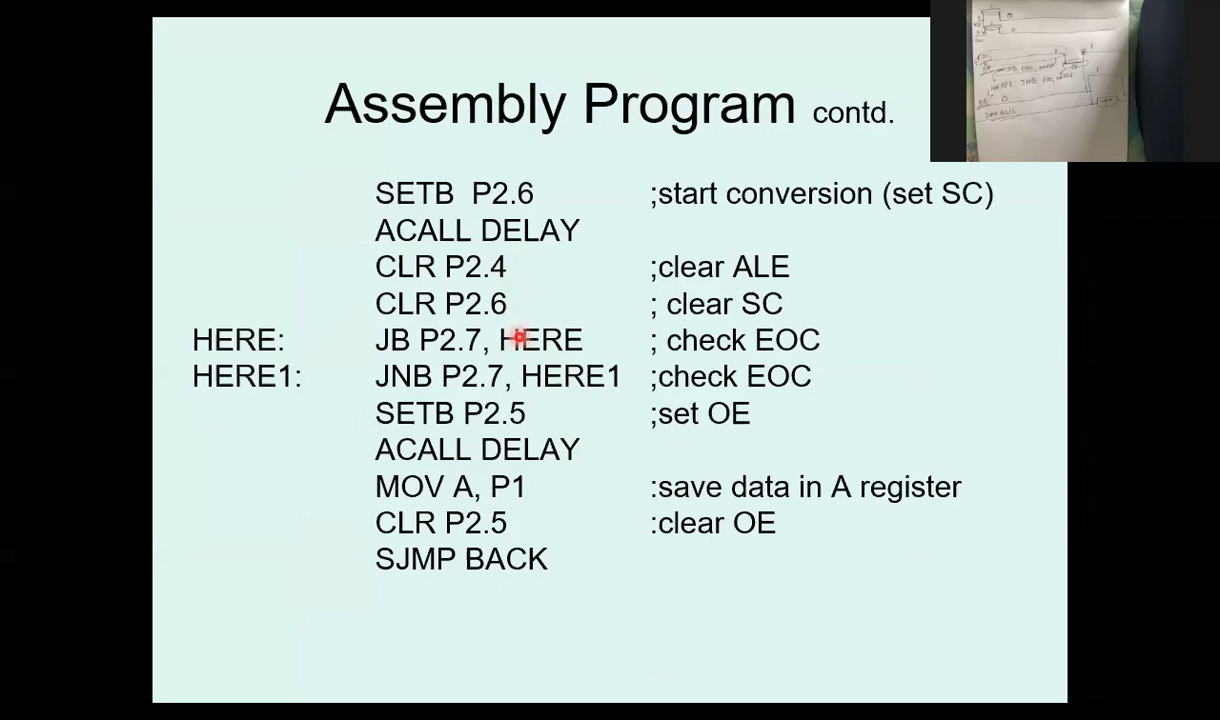 Assembly Program contd.
SETB P2.6 ;start conversion (set SC)
ACALL DELAY
CLR P2.4 ;clear ALE
CLR P2.6 ; clear SC
HERE: JB P2.7, HERE ; check EOC
HERE1: JNB P2.7, HERE1 ;check EOC
SETB P2.5 ;set OE
ACALL DELAY
MOV A, P1 :save data in A register
CLR P2.5 :clear OE
SJMP BACK